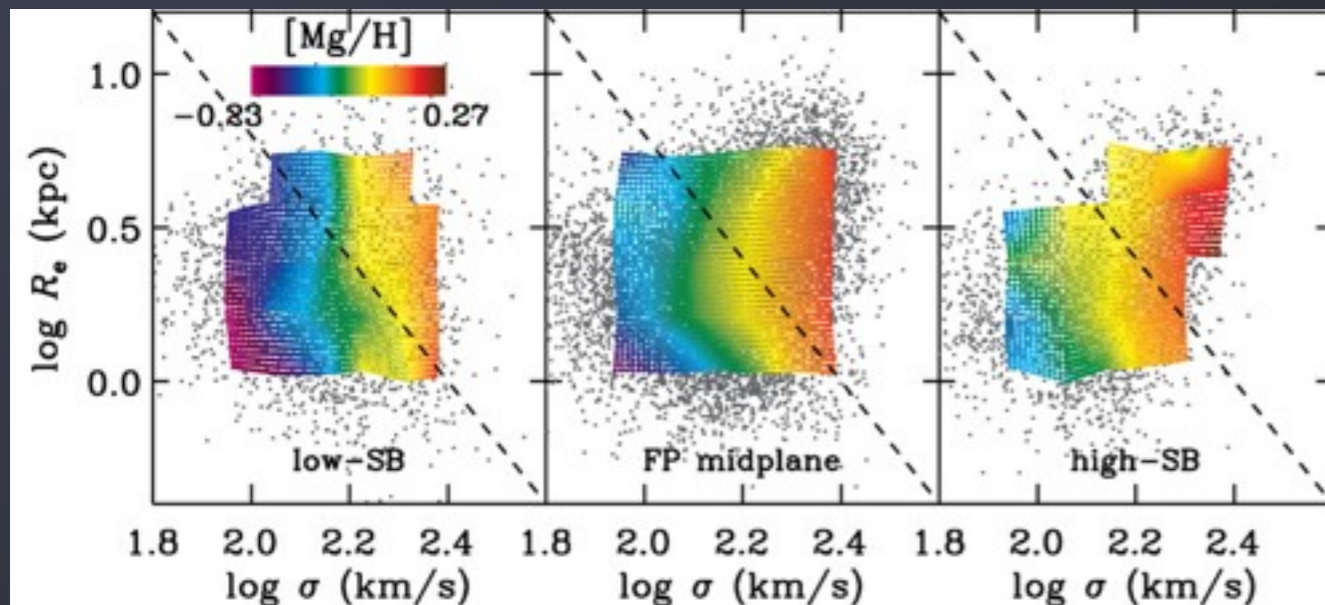 [Mg/H]
−0.23 0.27
1.0
0.5
0.0
log Rₑ (kpc)
low-SB FP midplane high-SB
1.8 2.0 2.2 2.4 1.8 2.0 2.2 2.4 1.8 2.0 2.2 2.4
log σ (km/s) log σ (km/s) log σ (km/s)